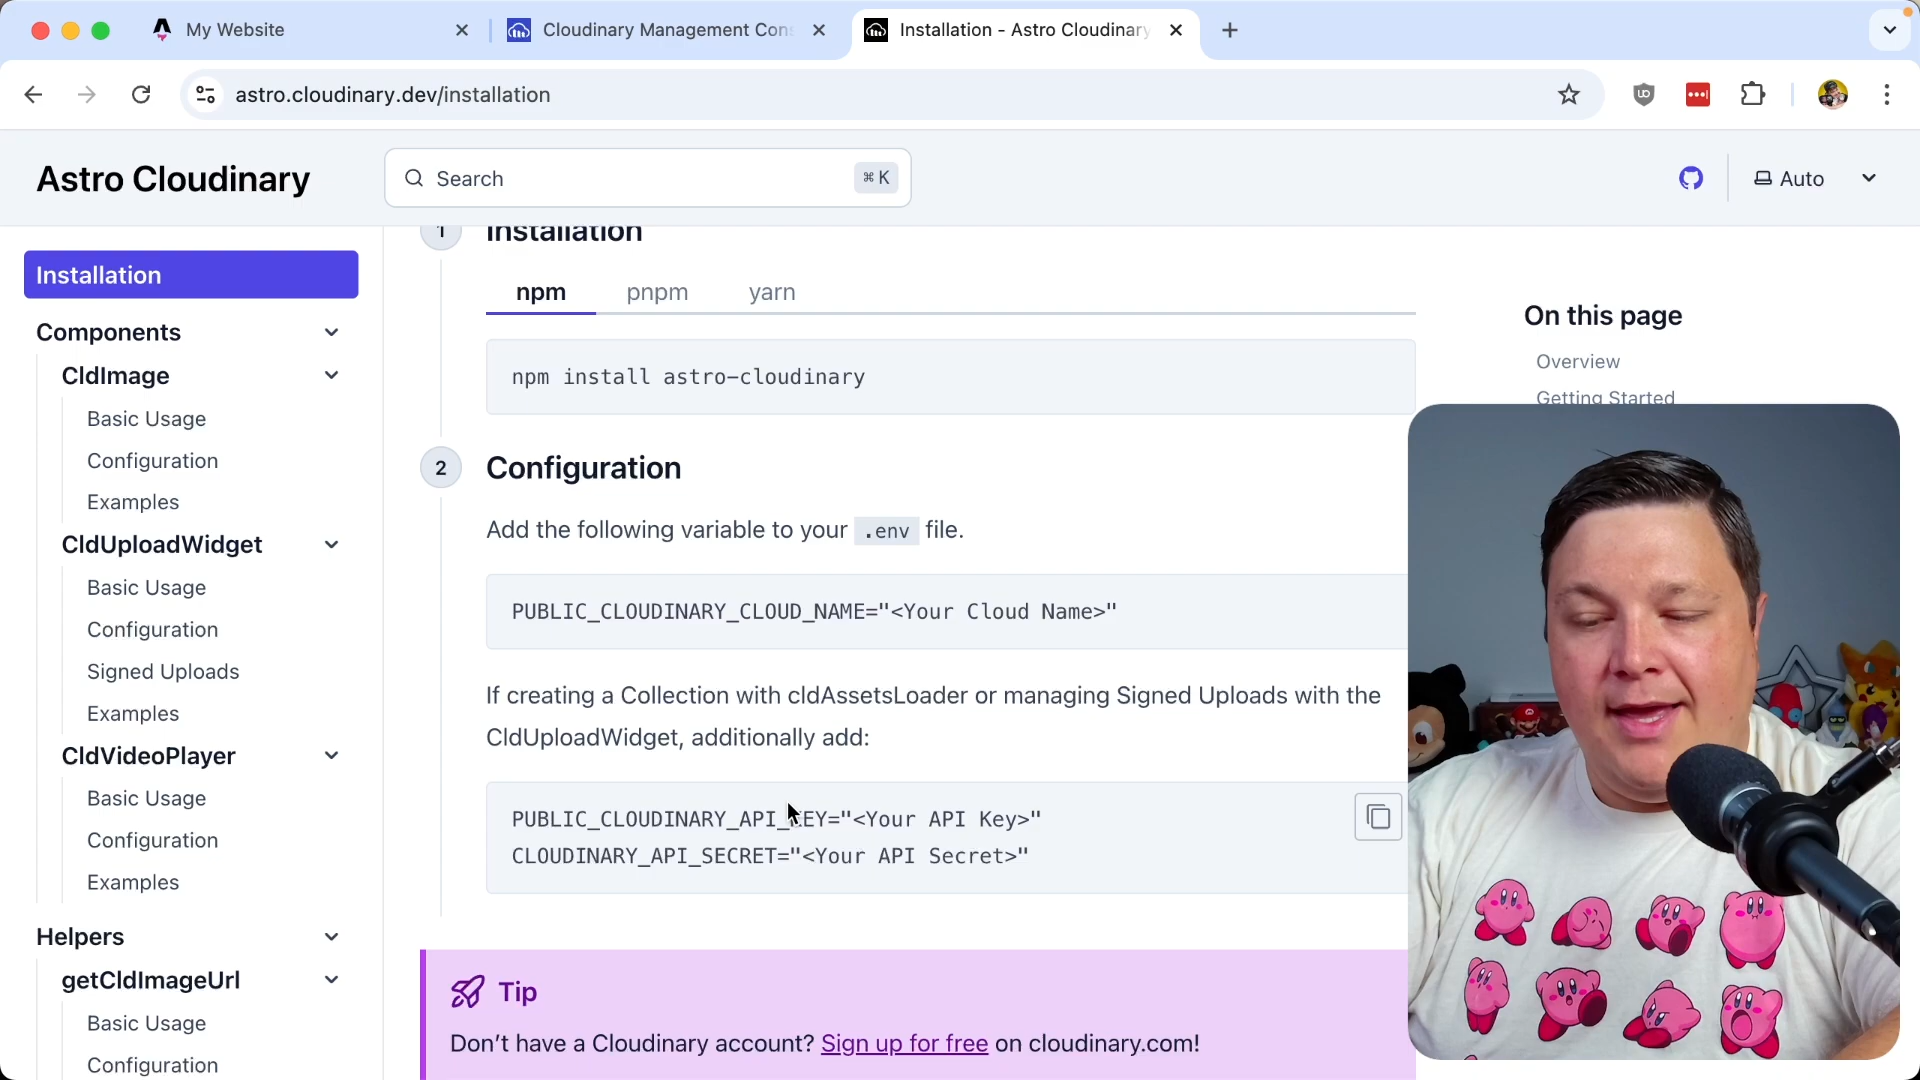 My Website
Cloudinary Management Con
Installation - Astro Cloudinary
astro.cloudinary.dev/installation
Astro Cloudinary
Search
⌘ K
Auto
Installation
Components
CldImage
Basic Usage
Configuration
Examples
CldUploadWidget
Basic Usage
Configuration
Signed Uploads
Examples
CldVideoPlayer
Basic Usage
Configuration
Examples
Helpers
getCldImageUrl
Basic Usage
Configuration
1 Installation
npm pnpm yarn
npm install astro-cloudinary
2 Configuration
Add the following variable to your .env file.
PUBLIC_CLOUDINARY_CLOUD_NAME="<Your Cloud Name>"
If creating a Collection with cldAssetsLoader or managing Signed Uploads with the
CldUploadWidget, additionally add:
PUBLIC_CLOUDINARY_API_KEY="<Your API Key>"
CLOUDINARY_API_SECRET="<Your API Secret>"
Tip
Don’t have a Cloudinary account? Sign up for free on cloudinary.com!
On this page
Overview
Getting Started